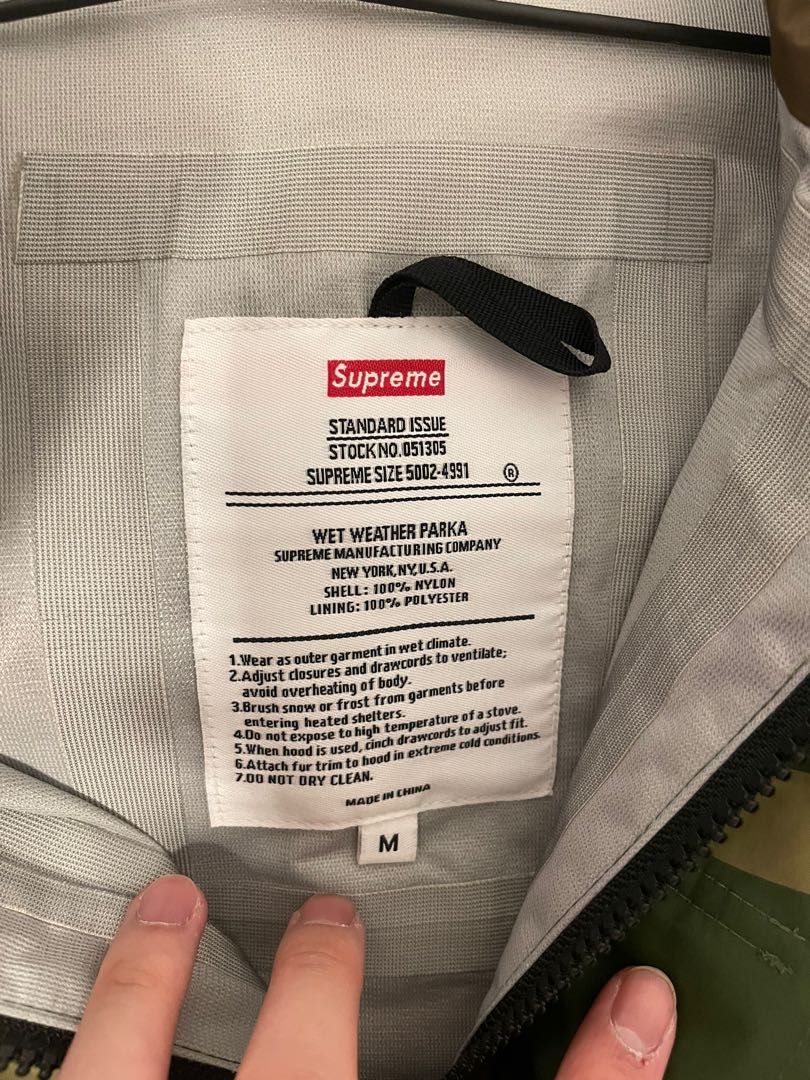 Supreme
STANDARD ISSUE
STOCK NO. 051305
SUPREME SIZE 5002-4991 ®
WET WEATHER PARKA
SUPREME MANUFACTURING COMPANY
NEW YORK, NY, U.S.A.
SHELL: 100% NYLON
LINING: 100% POLYESTER
1.Wear as outer garment in wet climate.
2.Adjust closures and drawcords to ventilate;
avoid overheating of body.
3.Brush snow or frost from garments before
entering heated shelters.
4.Do not expose to high temperature of a stove.
5.When hood is used, cinch drawcords to adjust fit.
6.Attach fur trim to hood in extreme cold conditions.
7.DO NOT DRY CLEAN.
MADE IN CHINA
M